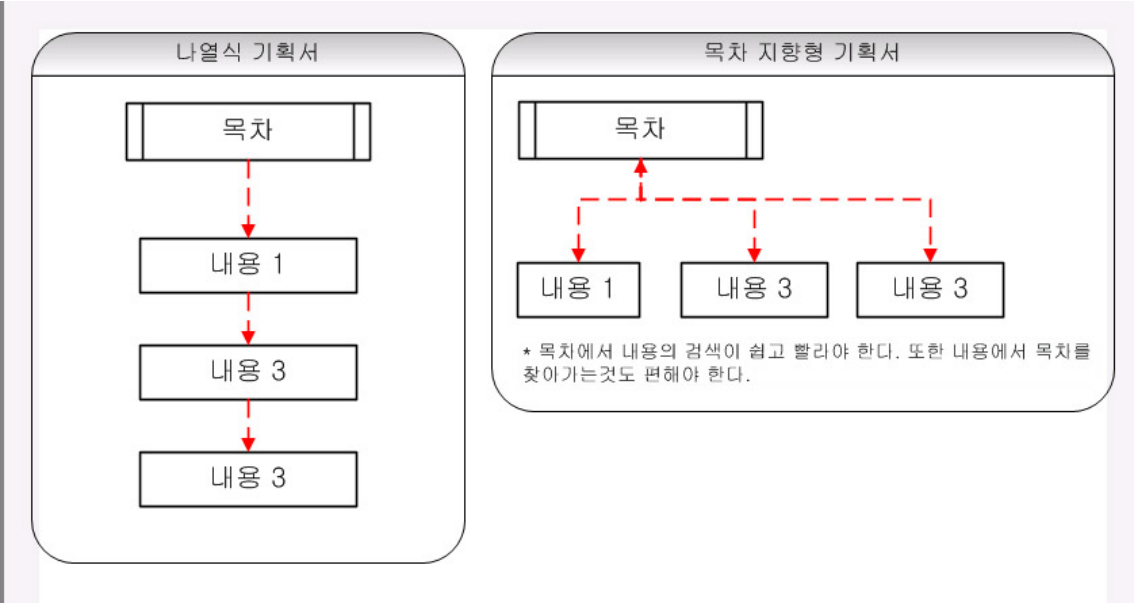 나열식 기획서
목차
내용 1
내용 3
내용 3
목차 지향형 기획서
목차
내용 1
내용 3
내용 3
* 목차에서 내용의 검색이 쉽고 빨라야 한다. 또한 내용에서 목차를
찾아가는것도 편해야 한다.